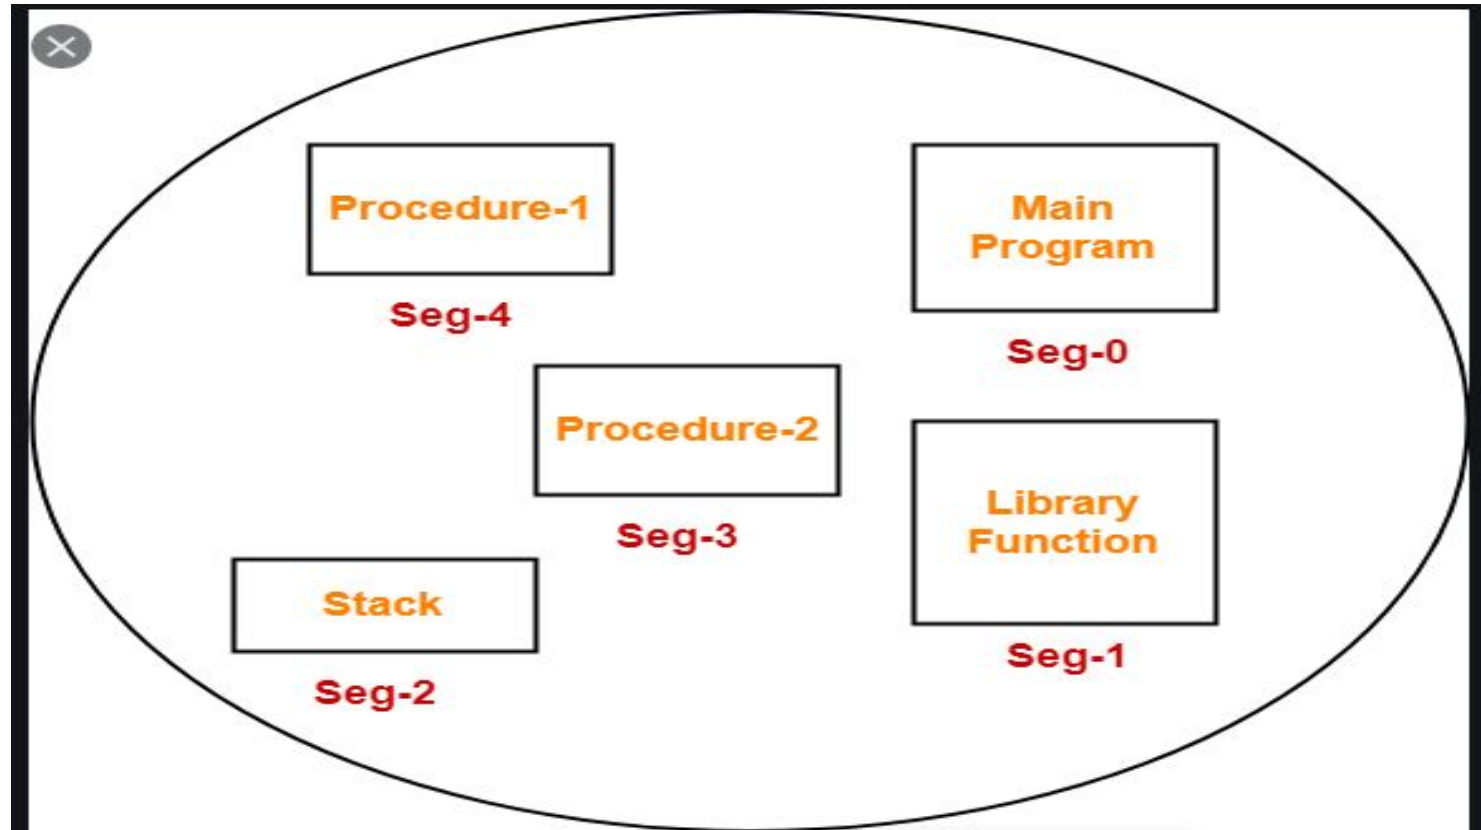 Procedure-1
Seg-4
Main
Program
Seg-0
Procedure-2
Seg-3
Library
Function
Seg-1
Stack
Seg-2